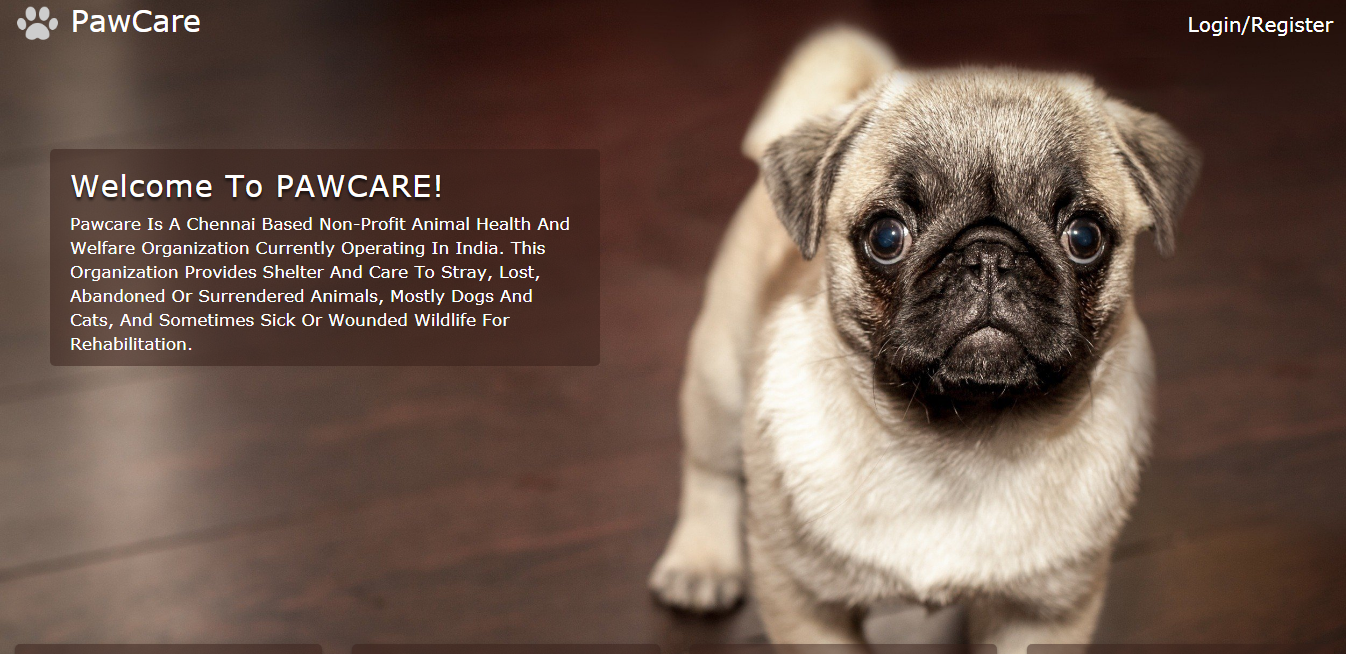 PawCare
Login/Register
Welcome To PAWCARE!
Pawcare Is A Chennai Based Non-Profit Animal Health And
Welfare Organization Currently Operating In India. This
Organization Provides Shelter And Care To Stray, Lost,
Abandoned Or Surrendered Animals, Mostly Dogs And
Cats, And Sometimes Sick Or Wounded Wildlife For
Rehabilitation.